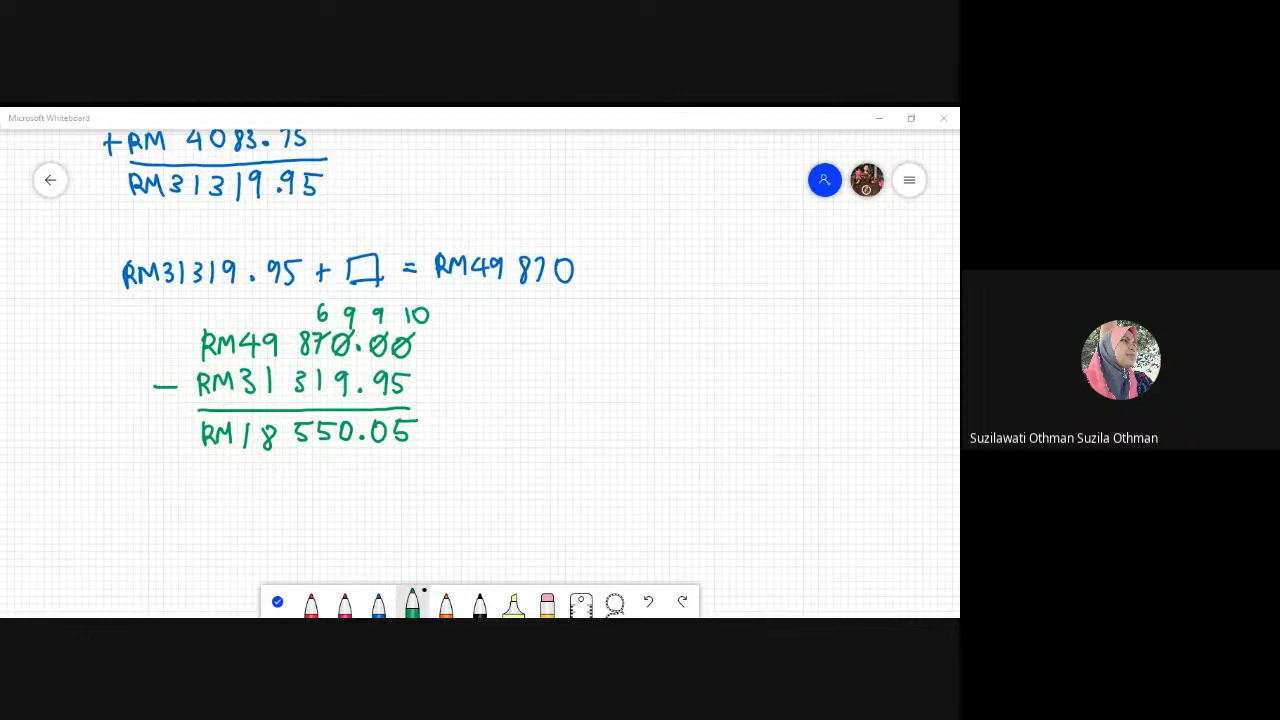 Microsoft Whiteboard
+RM 4083.75
RM31319.95
RM31319.95 + □ = RM49 870
6 9 9 10
RM49 870.00
- RM31 319.95
RM18 550.05
Suzilawati Othman Suzila Othman